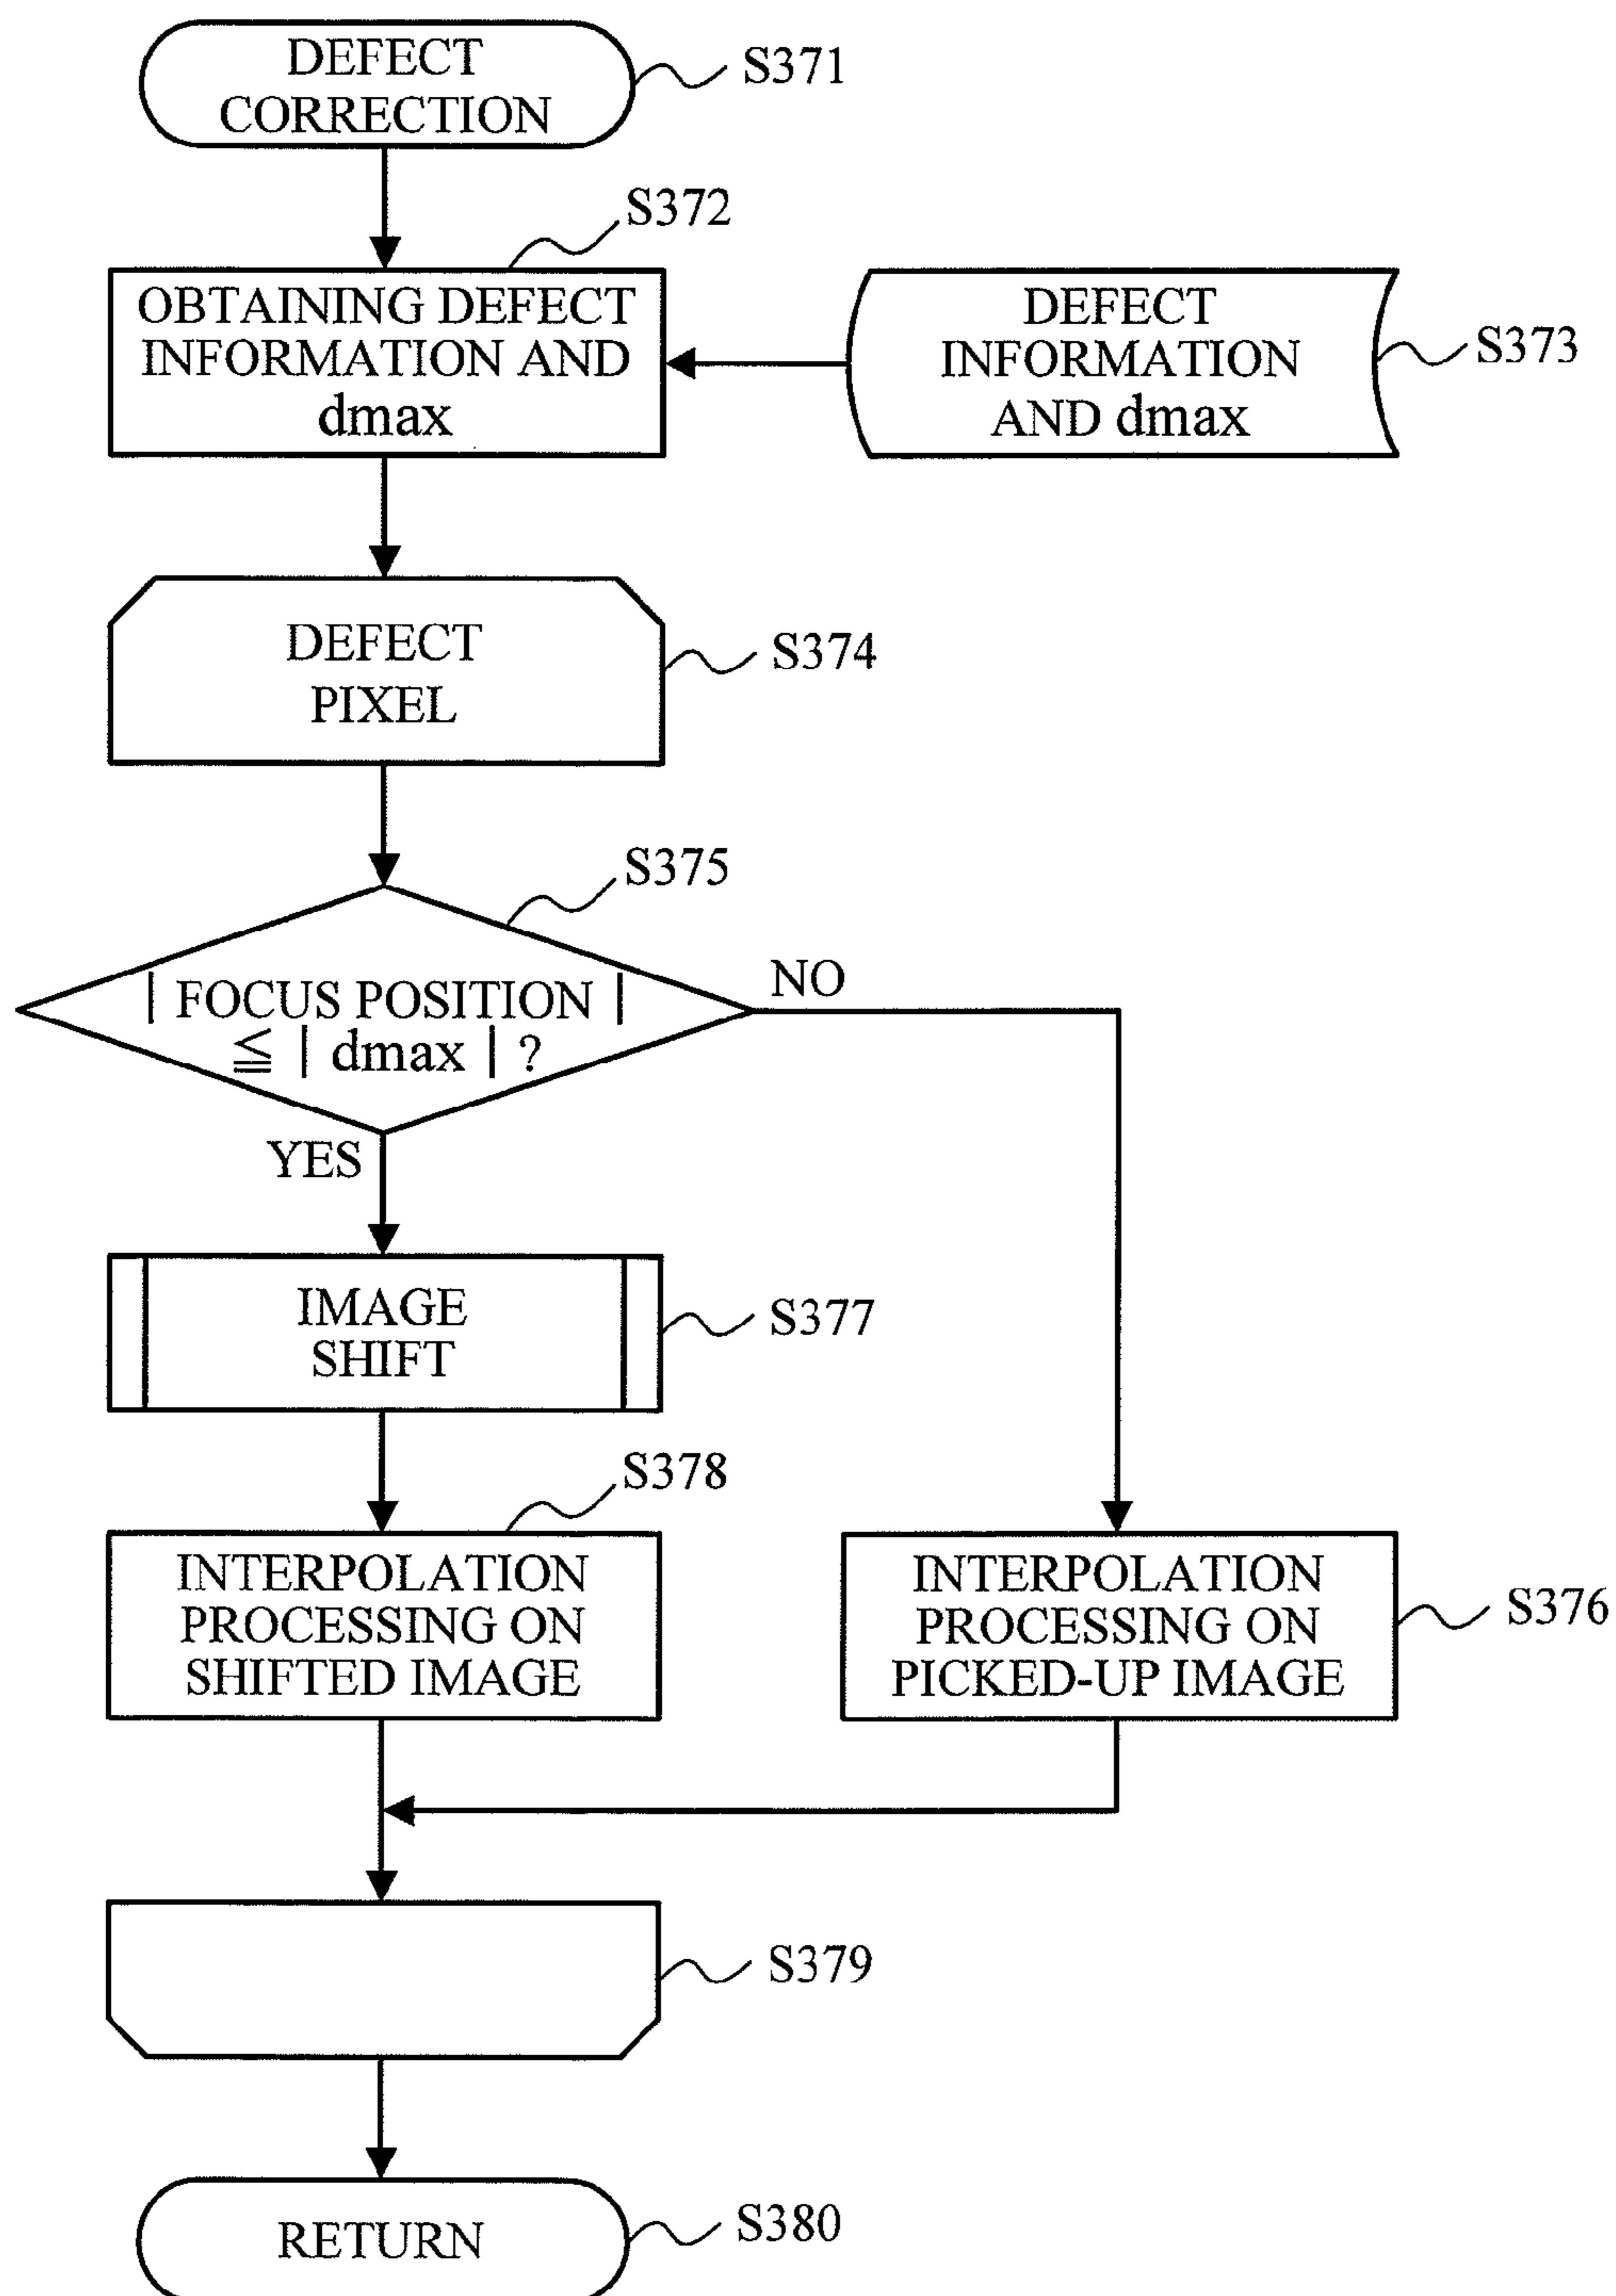 DEFECT
CORRECTION
S371
S372
OBTAINING DEFECT
INFORMATION AND
dmax
DEFECT
INFORMATION
AND dmax
S373
DEFECT
PIXEL
S374
S375
| FOCUS POSITION |
≦ | dmax | ?
NO
YES
IMAGE
SHIFT
S377
S378
INTERPOLATION
PROCESSING ON
SHIFTED IMAGE
INTERPOLATION
PROCESSING ON
PICKED-UP IMAGE
S376
S379
RETURN
S380